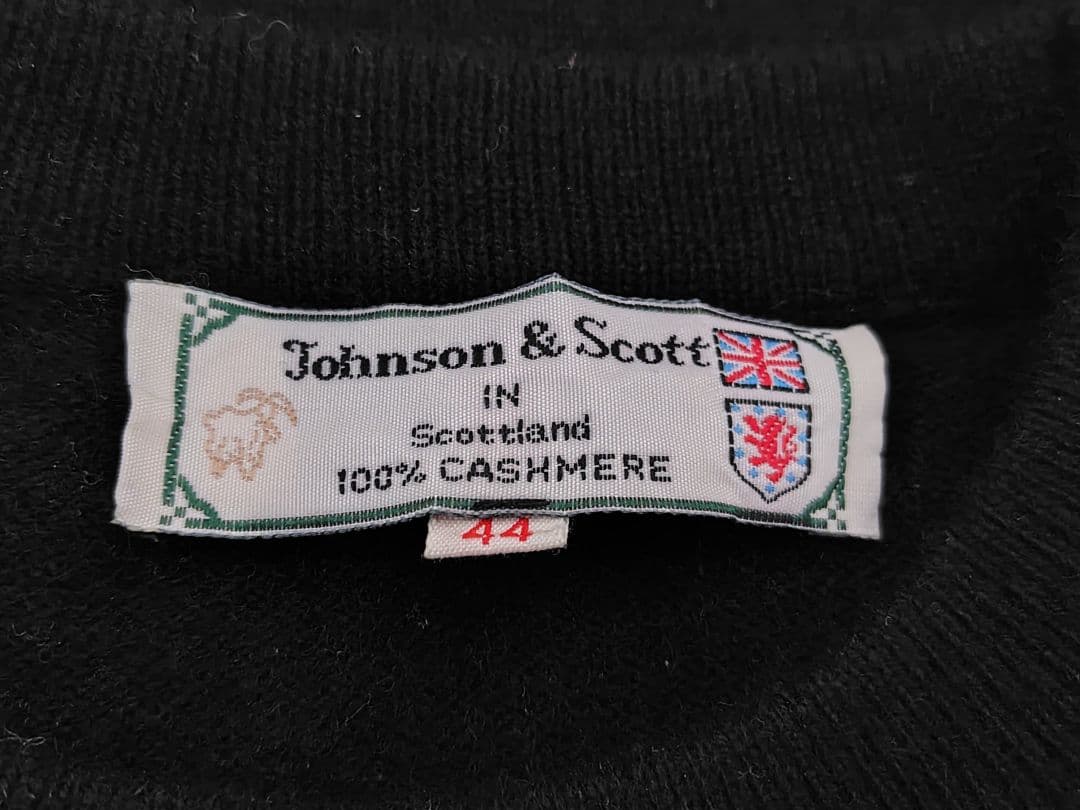 Johnson & Scott
IN
Scottland
100% CASHMERE
44